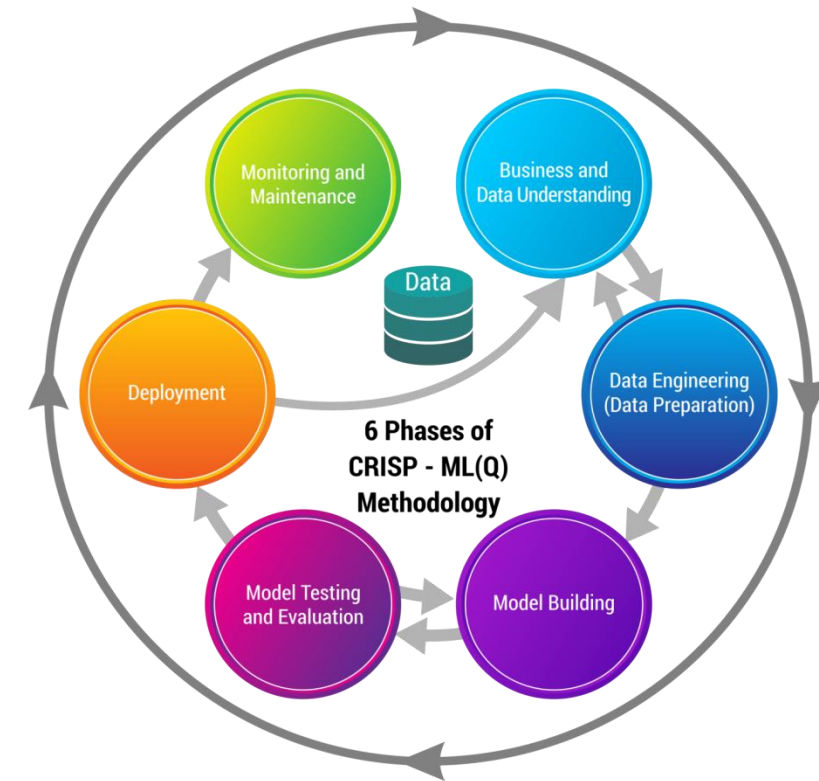 Monitoring and
Maintenance
Business and
Data Understanding
Data
Deployment
Data Engineering
(Data Preparation)
6 Phases of
CRISP - ML(Q)
Methodology
Model Testing
and Evaluation
Model Building